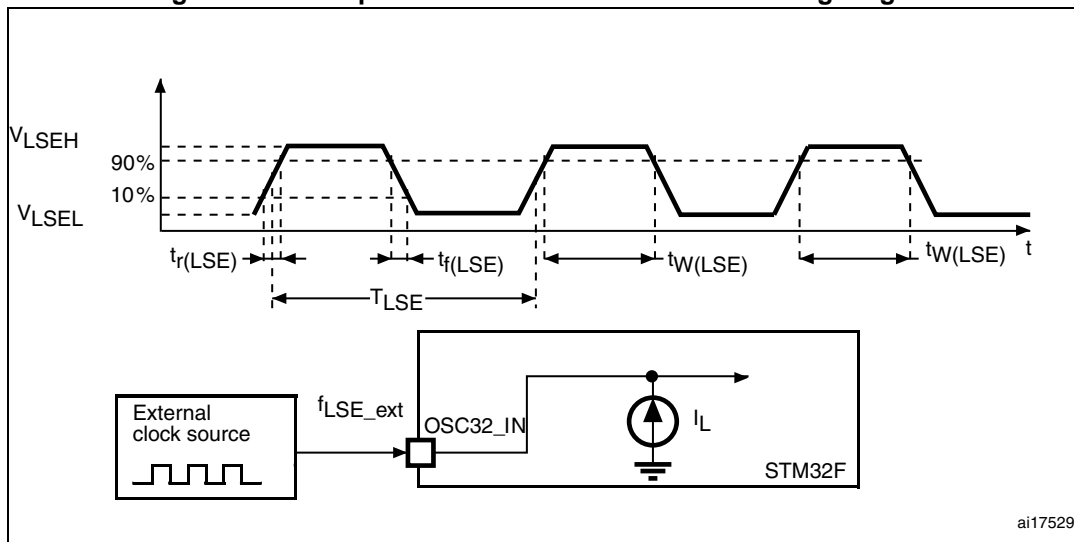 V_LSEH
90%
10%
V_LSEL
t_r(LSE)
t_f(LSE)
t_W(LSE)
t_W(LSE)
t
T_LSE
External
clock source
f_LSE_ext
OSC32_IN
I_L
STM32F
ai17529